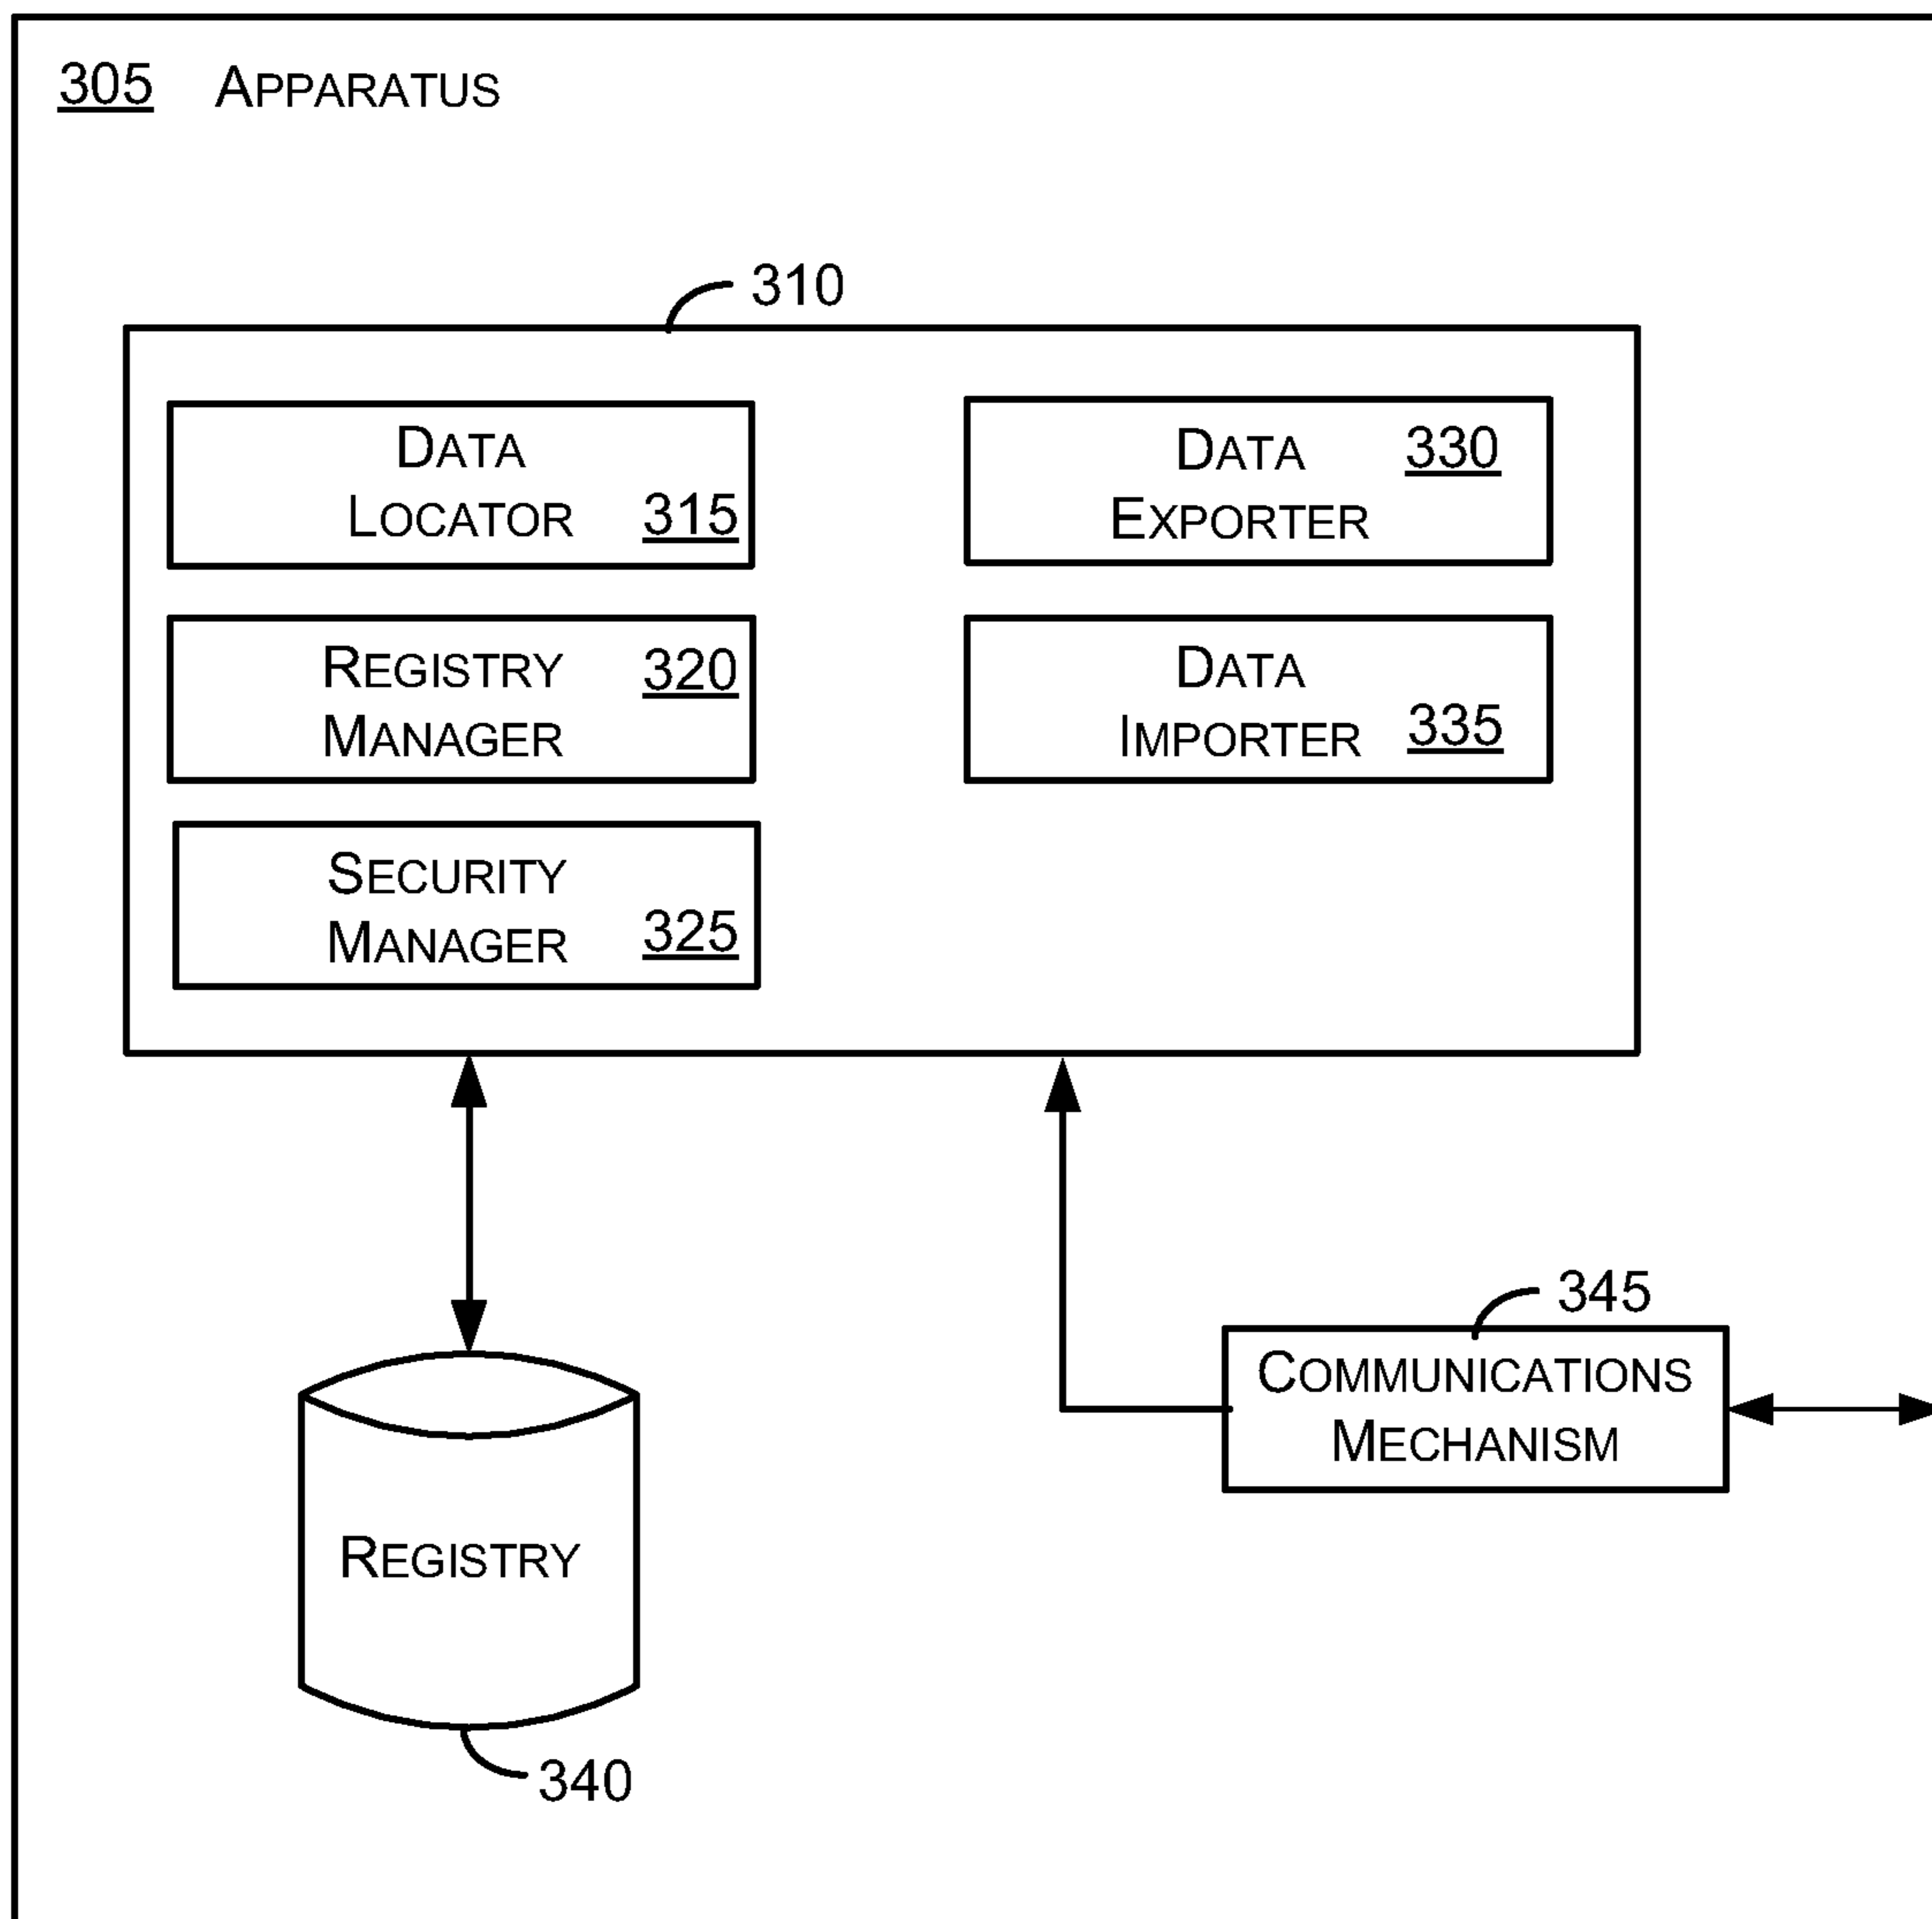 305 APPARATUS
310
DATA
LOCATOR 315
DATA 330
EXPORTER
REGISTRY 320
MANAGER
DATA
IMPORTER 335
SECURITY
MANAGER 325
345
COMMUNICATIONS
MECHANISM
REGISTRY
340